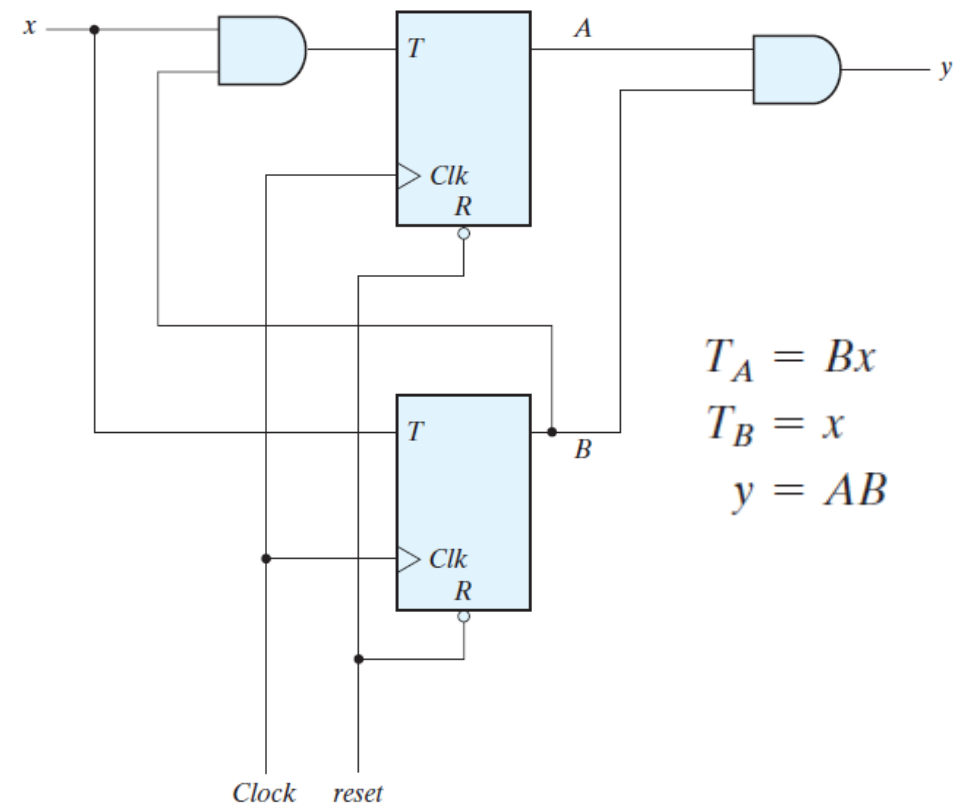 x
T
A
y
Clk
R
T_A = Bx
T_B = x
y = AB
T
B
Clk
R
Clock reset